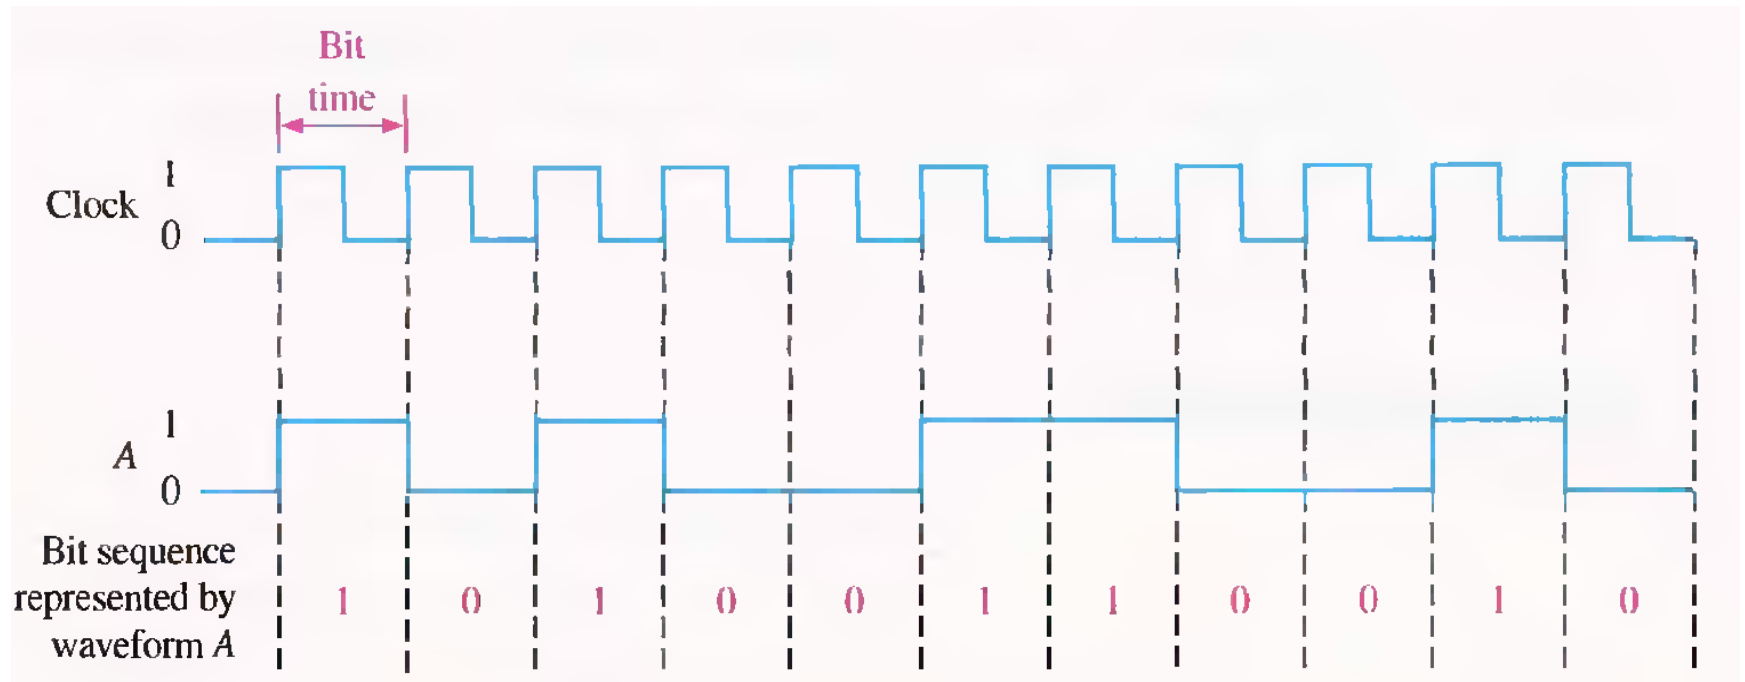 Bit
time
1
Clock
0
1
A
0
Bit sequence
represented by
waveform A
1 0 1 0 0 1 1 0 0 1 0